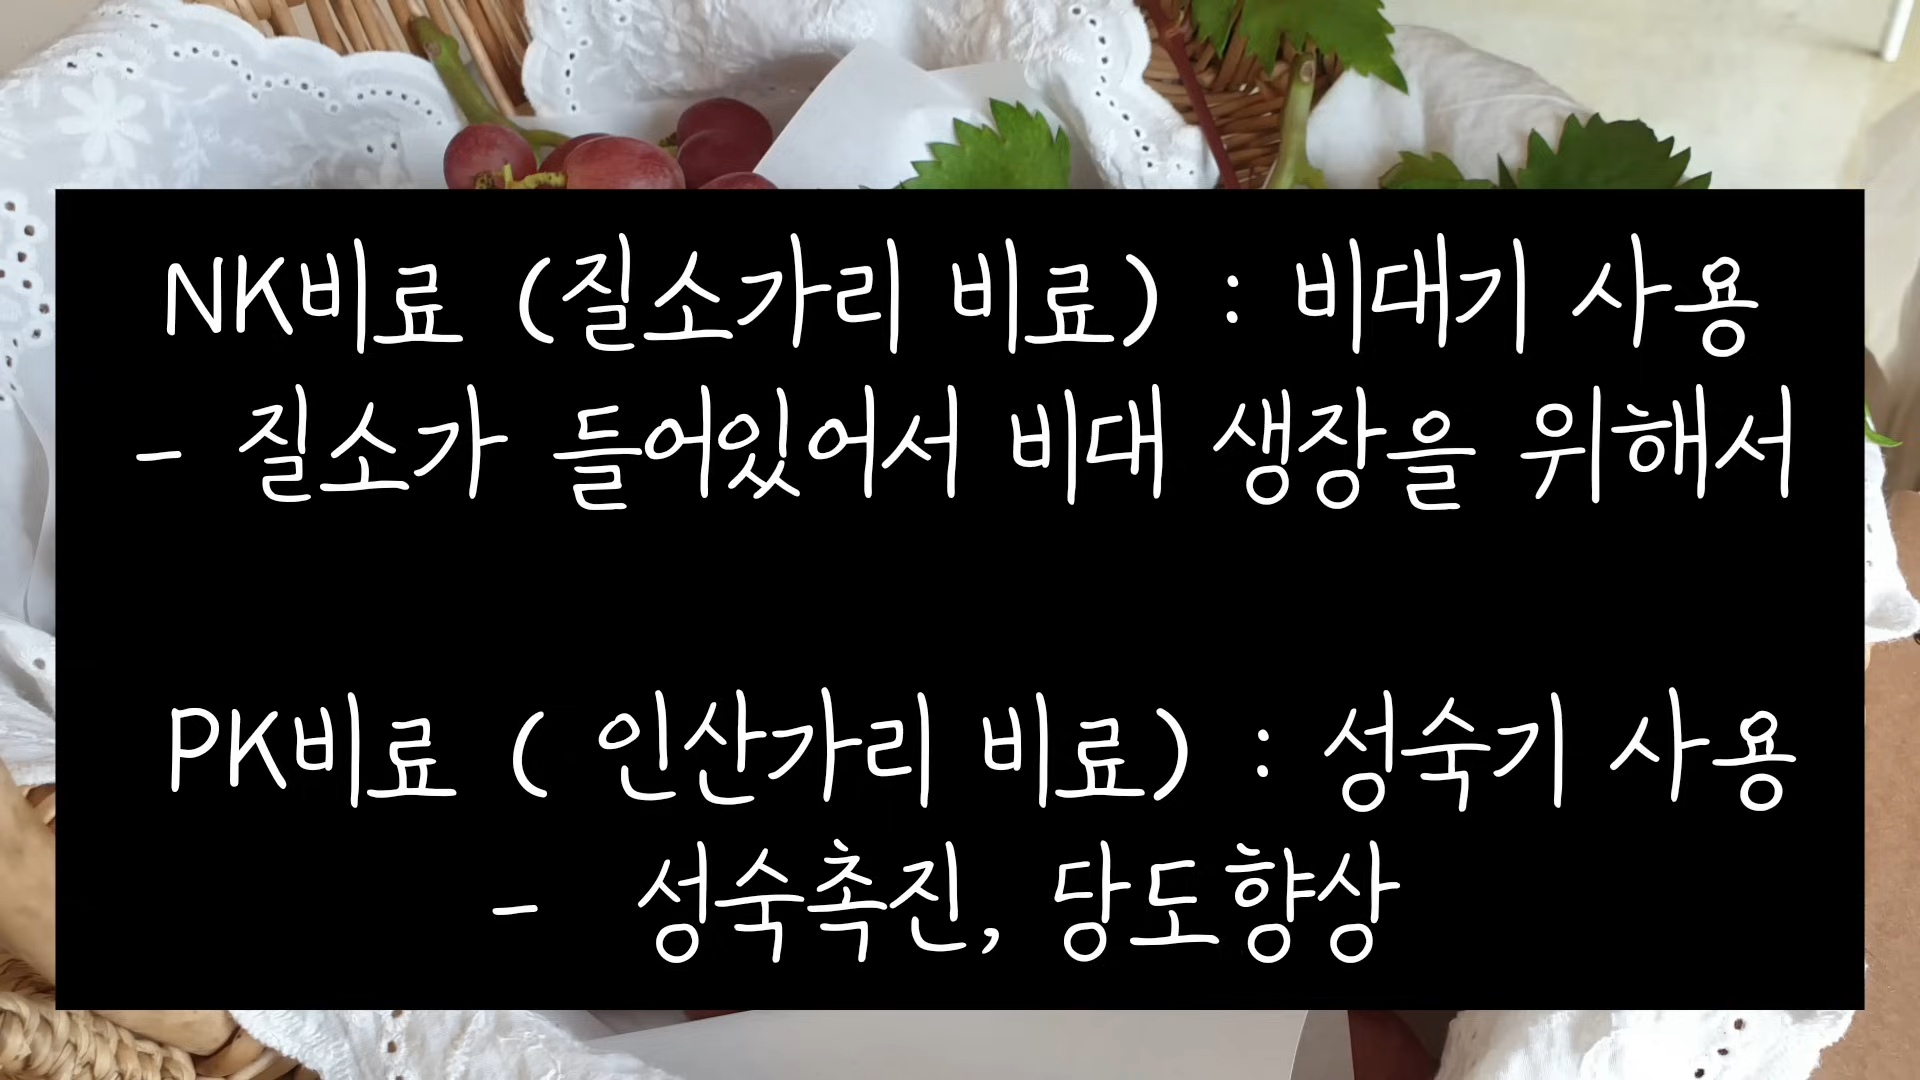 NK비료 (질소가리 비료) : 비대기 사용
- 질소가 들어있어서 비대 생장을 위해서
PK비료 ( 인산가리 비료) : 성숙기 사용
- 성숙촉진, 당도향상